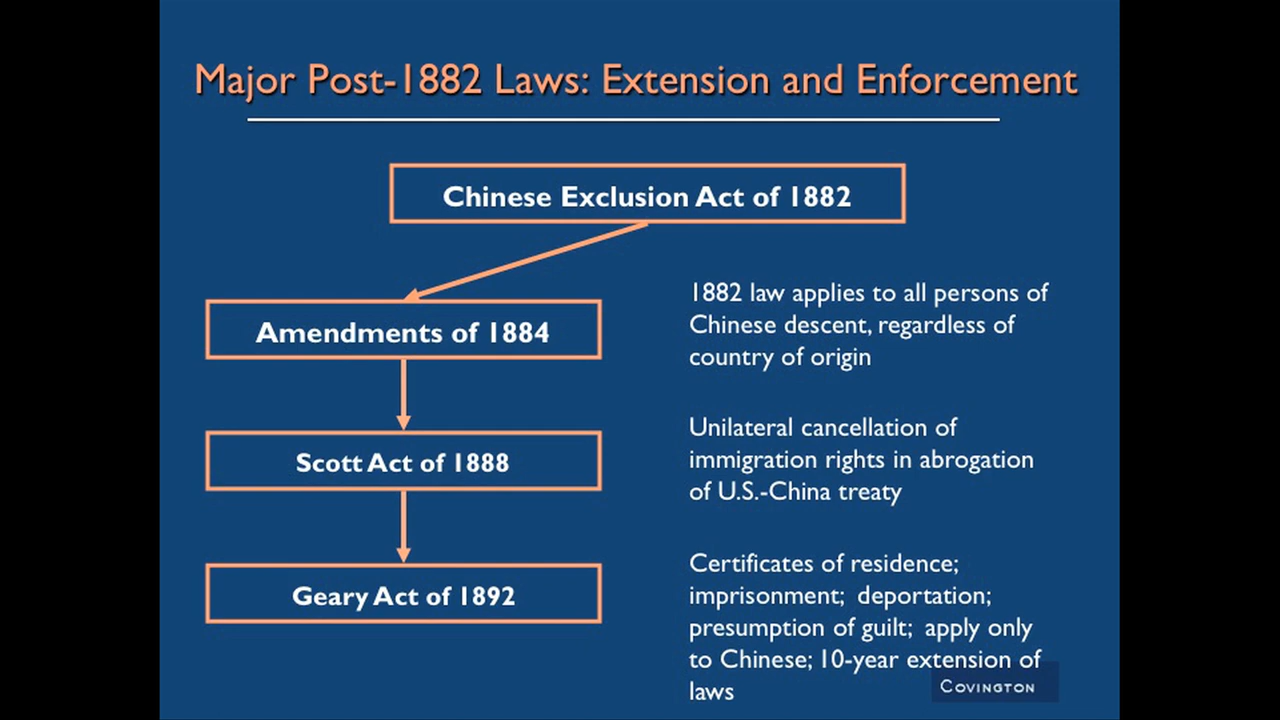 Major Post-1882 Laws: Extension and Enforcement
Chinese Exclusion Act of 1882
Amendments of 1884
1882 law applies to all persons of
Chinese descent, regardless of
country of origin
Scott Act of 1888
Unilateral cancellation of
immigration rights in abrogation
of U.S.-China treaty
Geary Act of 1892
Certificates of residence;
imprisonment; deportation;
presumption of guilt; apply only
to Chinese; 10-year extension of
laws
COVINGTON